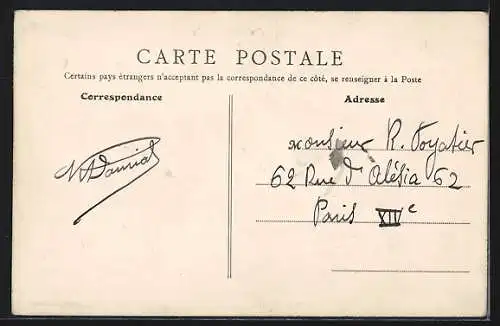 CARTE POSTALE
Certains pays étrangers n'acceptant pas la correspondance de ce côté, se renseigner à la Poste
Correspondance
Adresse
Monsieur R. Foyatier
62 Rue d'Alésia 62
Paris XIVe